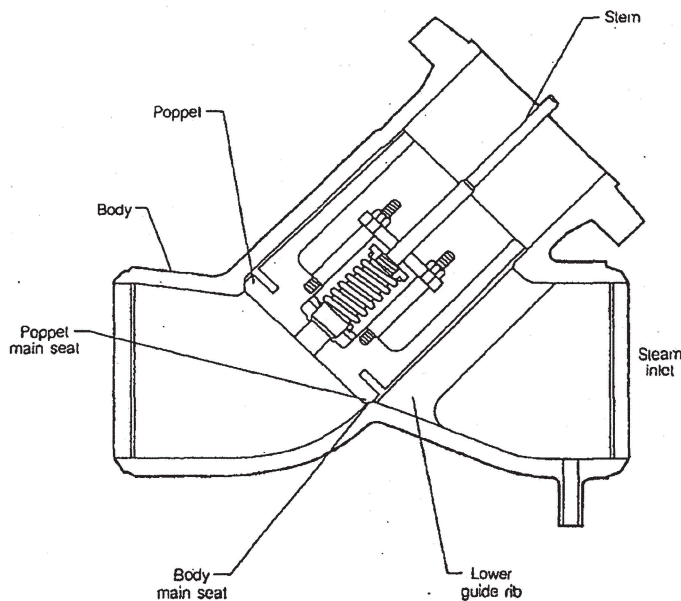 Stem
Poppet
Body
Poppet
main seat
Steam
inlet
Body
main seat
Lower
guide rib